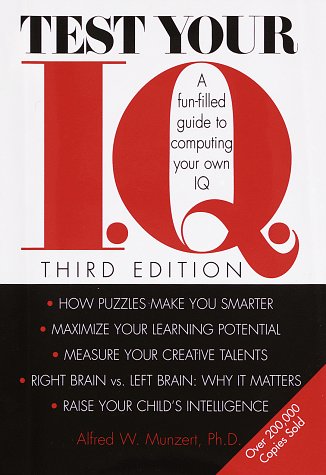 TEST YOUR
I.Q.
A
fun-filled
guide to
computing
your own
IQ
THIRD EDITION
• HOW PUZZLES MAKE YOU SMARTER
• MAXIMIZE YOUR LEARNING POTENTIAL
• MEASURE YOUR CREATIVE TALENTS
• RIGHT BRAIN vs. LEFT BRAIN: WHY IT MATTERS
• RAISE YOUR CHILD'S INTELLIGENCE
Alfred W. Munzert, Ph.D.
Over 200,000
Copies Sold